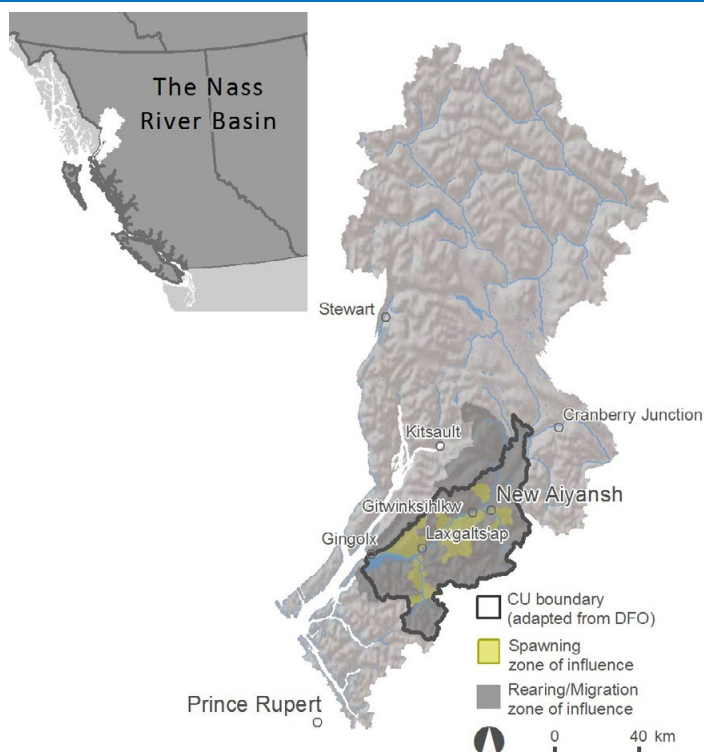 The Nass
River Basin
Stewart
Cranberry Junction
Kitsault
New Aiyansh
Gitwinksihlkw
Laxgalts'ap
Gingolx
CU boundary
(adapted from DFO)
Spawning
zone of influence
Rearing/Migration
zone of influence
Prince Rupert
0 40 km